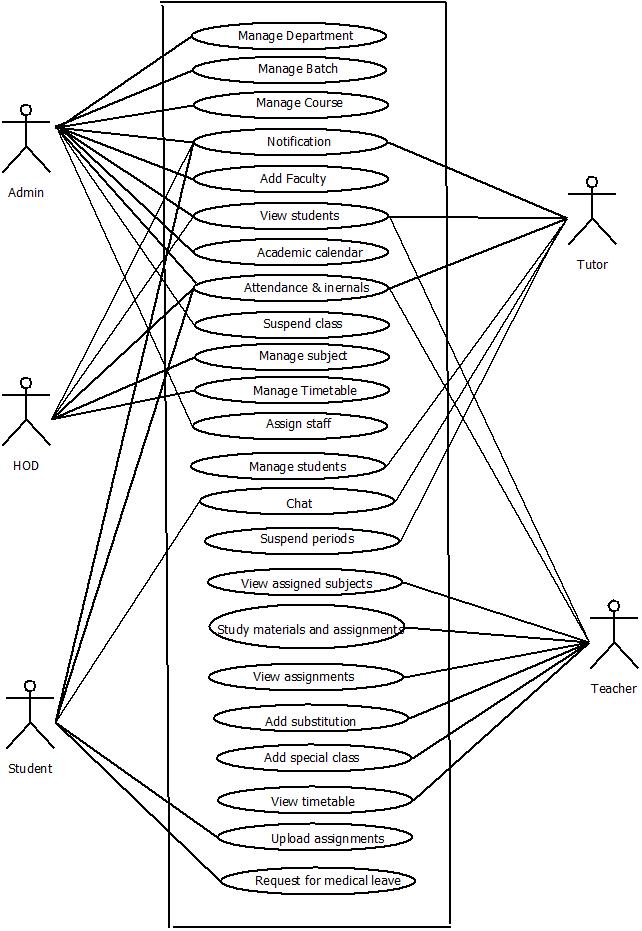 Manage Department
Manage Batch
Manage Course
Admin
Notification
Add Faculty
View students
Tutor
Academic calendar
Attendance & inernals
Suspend class
Manage subject
Manage Timetable
HOD
Assign staff
Manage students
Chat
Suspend periods
View assigned subjects
Study materials and assignments
View assignments
Teacher
Add substitution
Add special class
Student
View timetable
Upload assignments
Request for medical leave